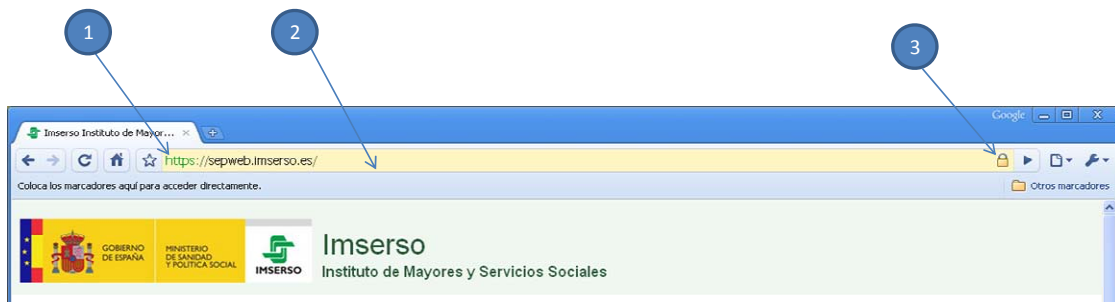 1
2
3
Google
Imserso Instituto de Mayor...
https://sepweb.imserso.es/
Coloca los marcadores aquí para acceder directamente.
Otros marcadores
GOBIERNO
DE ESPAÑA
MINISTERIO
DE SANIDAD
Y POLÍTICA SOCIAL
IMSERSO
Imserso
Instituto de Mayores y Servicios Sociales